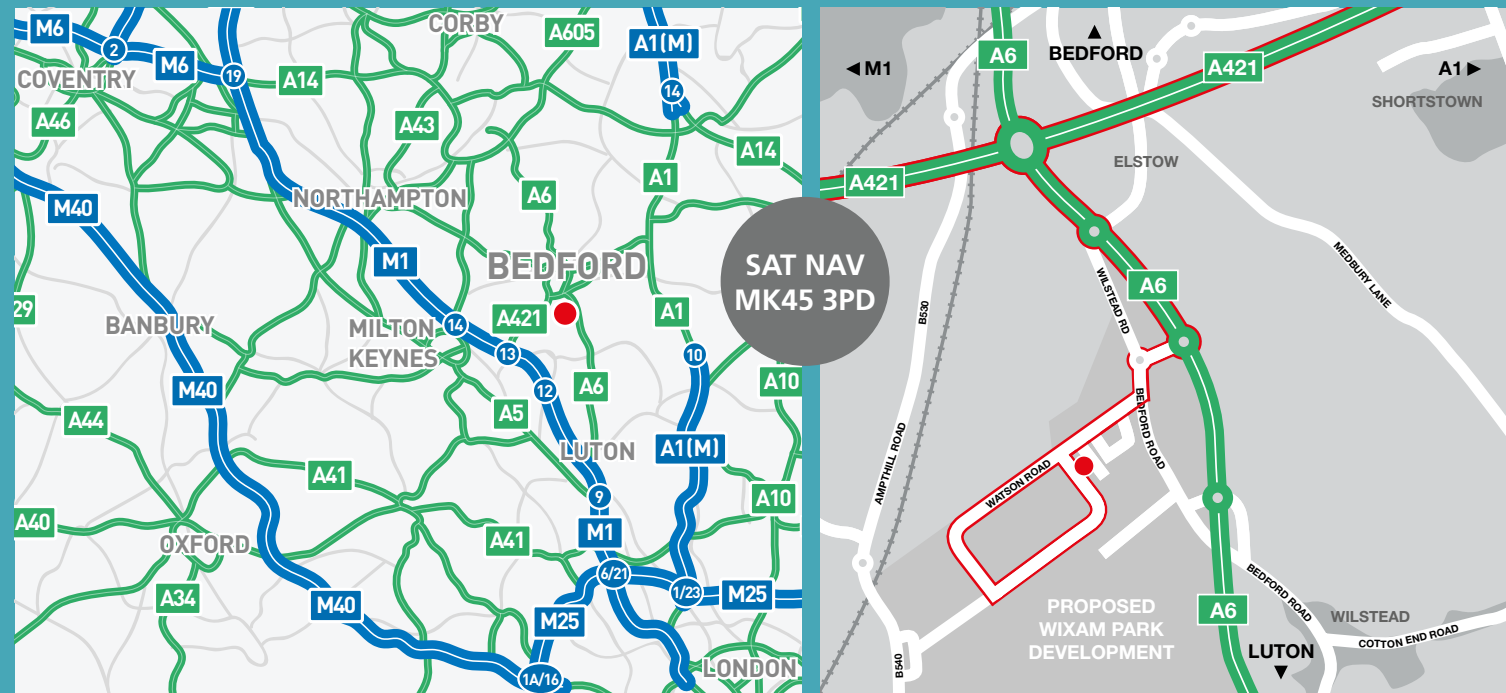 CORBY
M6
A605
A1(M)
2
M6
COVENTRY
19
A14
14
A46
A43
A14
A1
A6
NORTHAMPTON
M40
M1
BEDFORD
29
A421
A1
BANBURY
MILTON
KEYNES
14
13
10
12
A6
A10
M40
A5
A44
LUTON
A1(M)
A41
9
A10
A40
M1
OXFORD
A41
6/21
1/23
M25
A34
M40
M25
LONDON
1A/16
SAT NAV
MK45 3PD
A6
BEDFORD
M1
A421
A1
SHORTSTOWN
ELSTOW
A421
MEDBURY LANE
WILSTEAD RD
A6
B530
BEDFORD ROAD
AMPTHILL ROAD
WATSON ROAD
BEDFORD ROAD
A6
PROPOSED
WIXAM PARK
DEVELOPMENT
WILSTEAD
COTTON END ROAD
LUTON
B540